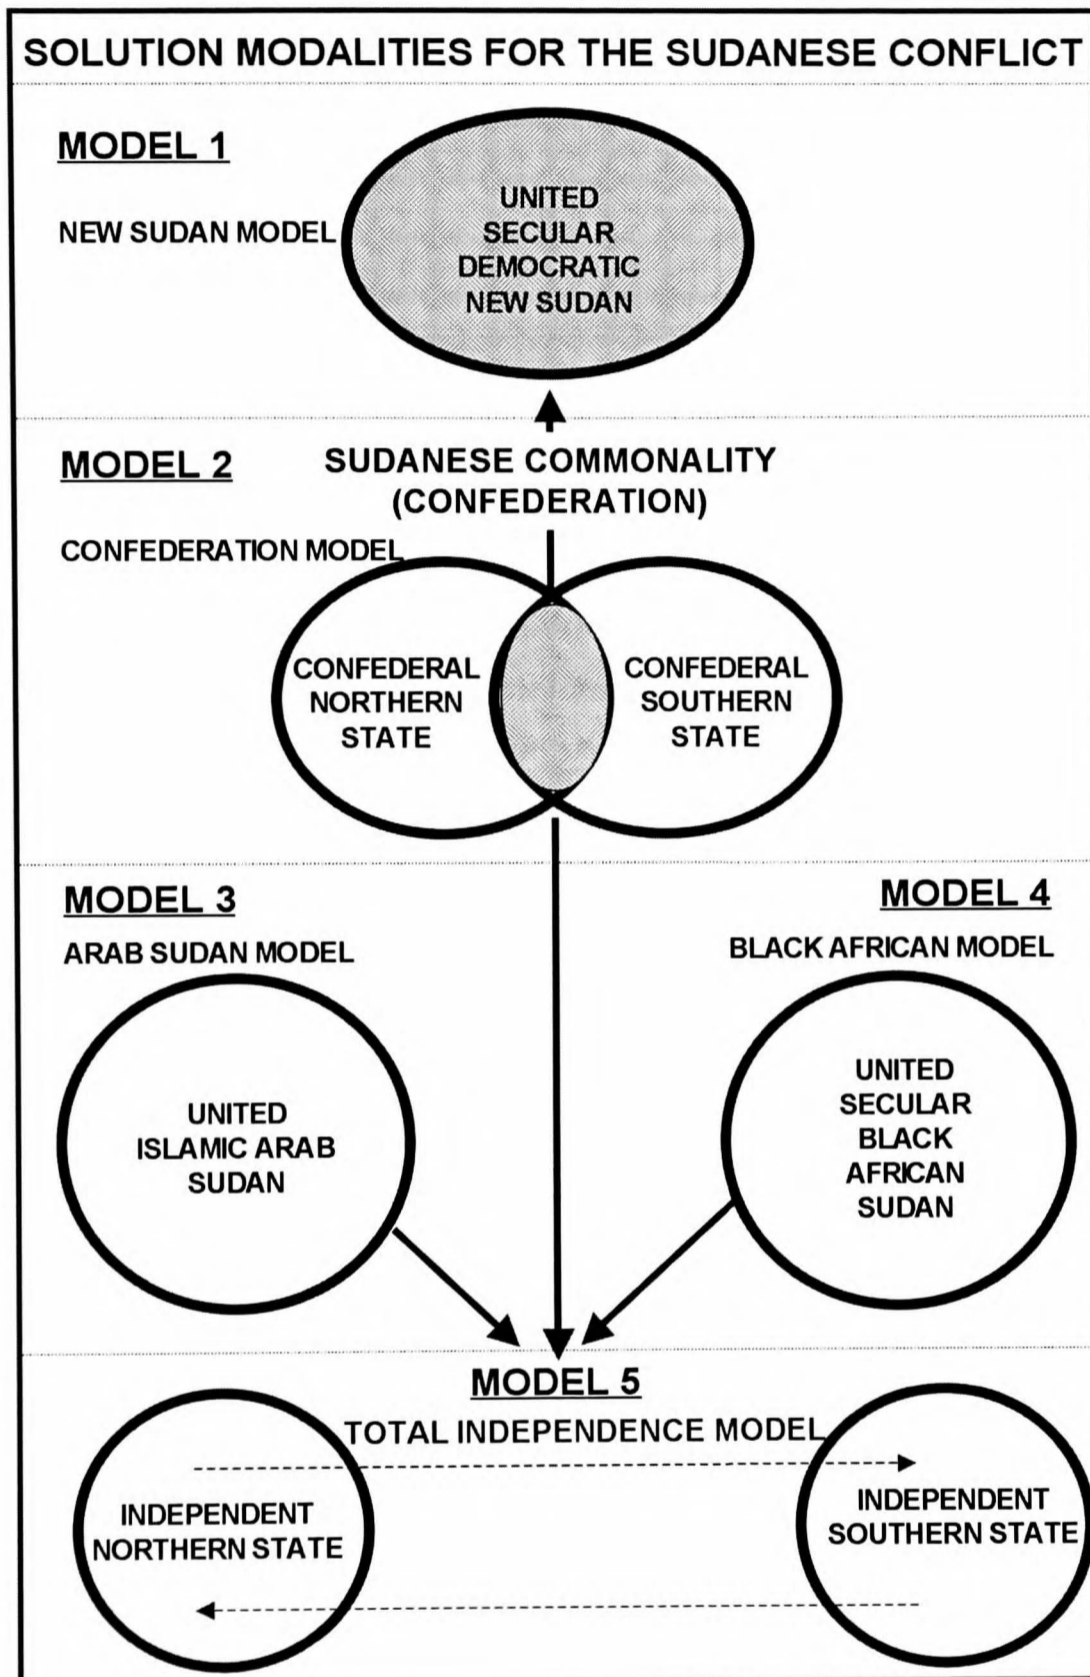 SOLUTION MODALITIES FOR THE SUDANESE CONFLICT
MODEL 1
NEW SUDAN MODEL
UNITED
SECULAR
DEMOCRATIC
NEW SUDAN
MODEL 2
SUDANESE COMMONALITY
(CONFEDERATION)
CONFEDERATION MODEL
CONFEDERAL
NORTHERN
STATE
CONFEDERAL
SOUTHERN
STATE
MODEL 3
ARAB SUDAN MODEL
UNITED
ISLAMIC ARAB
SUDAN
MODEL 4
BLACK AFRICAN MODEL
UNITED
SECULAR
BLACK
AFRICAN
SUDAN
MODEL 5
TOTAL INDEPENDENCE MODEL
INDEPENDENT
NORTHERN STATE
INDEPENDENT
SOUTHERN STATE